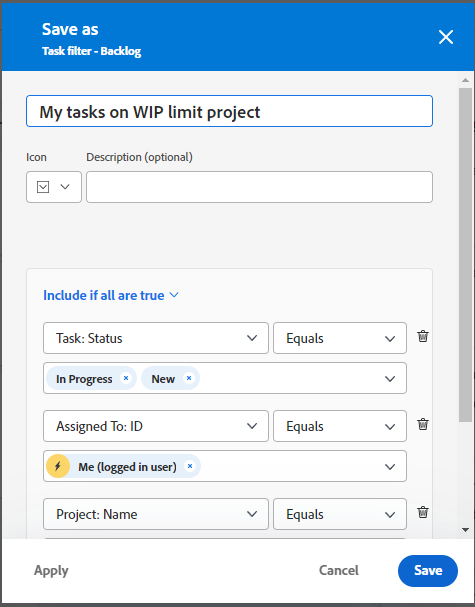 Save as
Task filter - Backlog
My tasks on WIP limit project
Icon Description (optional)
Include if all are true
Task: Status Equals
In Progress × New ×
Assigned To: ID Equals
Me (logged in user) ×
Project: Name Equals
Apply Cancel Save